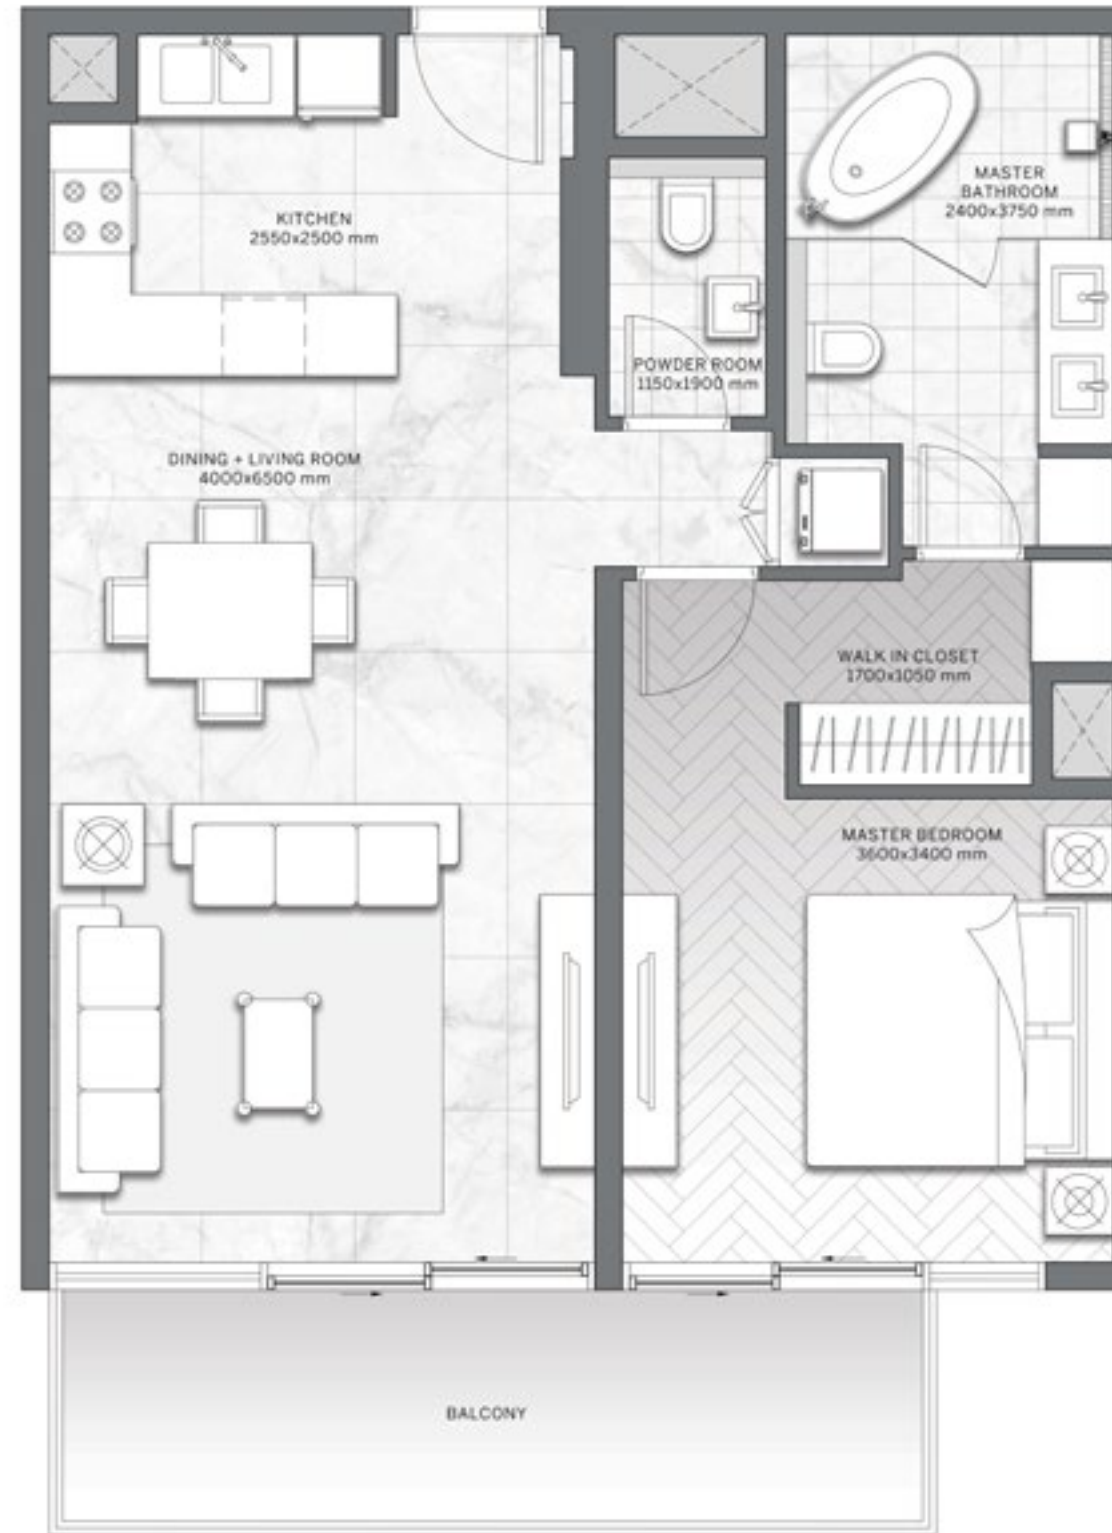 KITCHEN
2550x2500 mm
MASTER
BATHROOM
2400x3750 mm
POWDER ROOM
1150x1900 mm
DINING + LIVING ROOM
4000x6500 mm
WALK IN CLOSET
1700x1050 mm
MASTER BEDROOM
3600x3400 mm
BALCONY